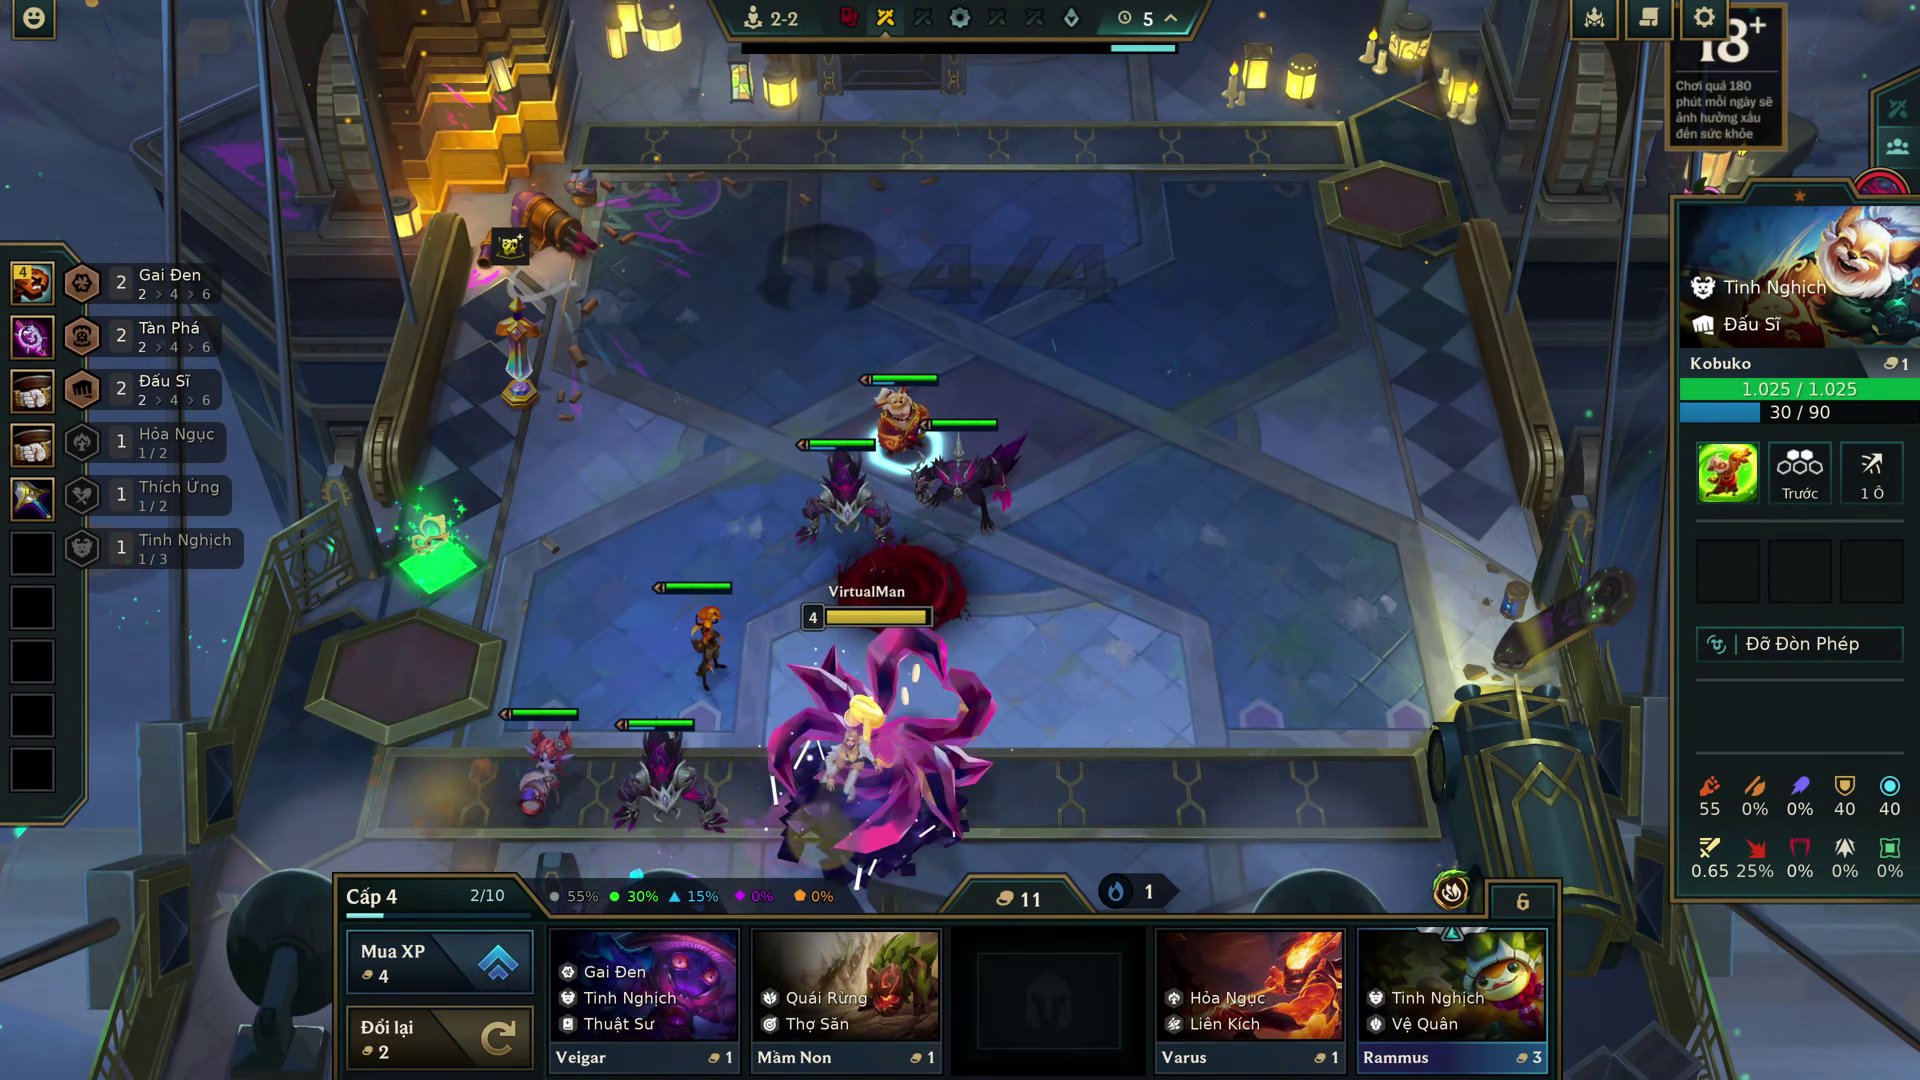 2-2
5
18+
Chơi quá 180
phút mỗi ngày sẽ
ảnh hưởng xấu
đến sức khỏe
4/4
4
2
Gai Đen
2 > 4 > 6
2
Tàn Phá
2 > 4 > 6
2
Đấu Sĩ
2 > 4 > 6
1
Hỏa Ngục
1 / 2
1
Thích Ứng
1 / 2
1
Tinh Nghịch
1 / 3
VirtualMan
4
Tinh Nghịch
Đấu Sĩ
Kobuko
1
1.025 / 1.025
30 / 90
Trước
1 Ô
Đỡ Đòn Phép
55
0%
0%
40
40
0.65
25%
0%
0%
0%
Cấp 4
2/10
55%
30%
15%
0%
0%
11
1
6
Mua XP
4
Đổi lại
2
Gai Đen
Tinh Nghịch
Thuật Sư
Veigar
1
Quái Rừng
Thợ Săn
Mầm Non
1
Hỏa Ngục
Liên Kích
Varus
1
Tinh Nghịch
Vệ Quân
Rammus
3